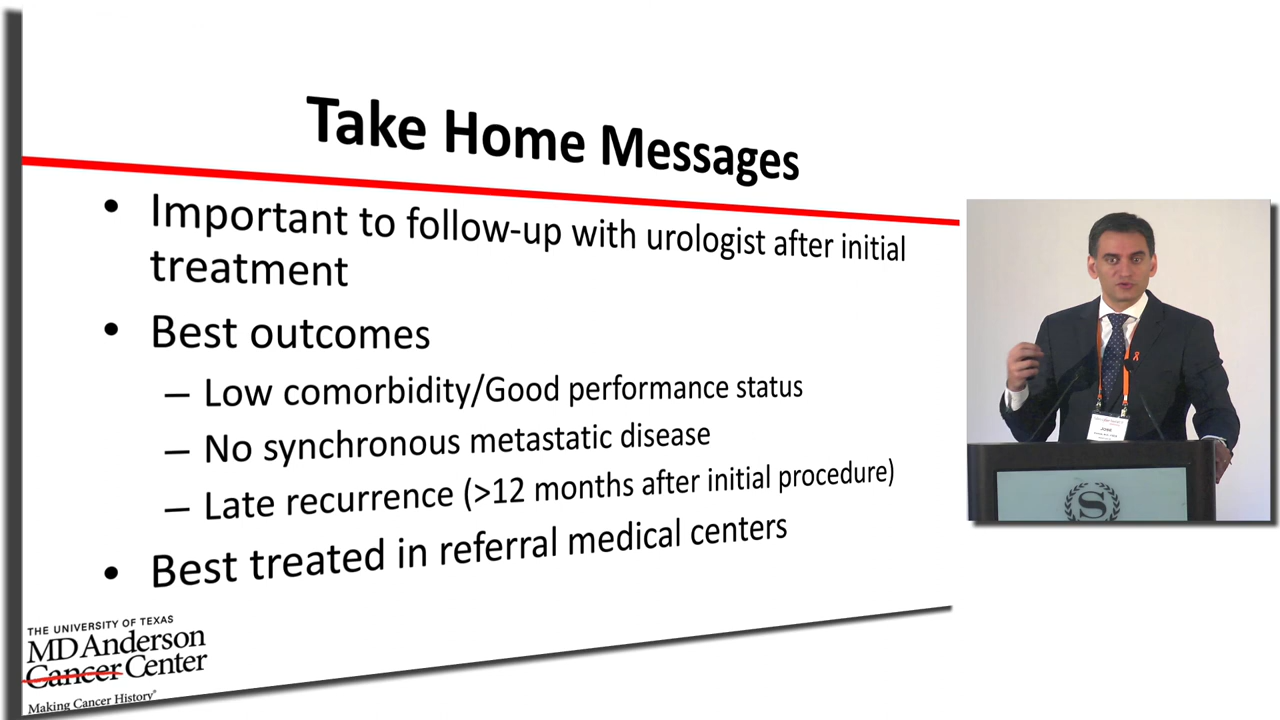 Take Home Messages
• Important to follow-up with urologist after initial
treatment
• Best outcomes
– Low comorbidity/Good performance status
– No synchronous metastatic disease
– Late recurrence (>12 months after initial procedure)
• Best treated in referral medical centers
THE UNIVERSITY OF TEXAS
MD Anderson
Cancer Center
Making Cancer History®
JOSE
S